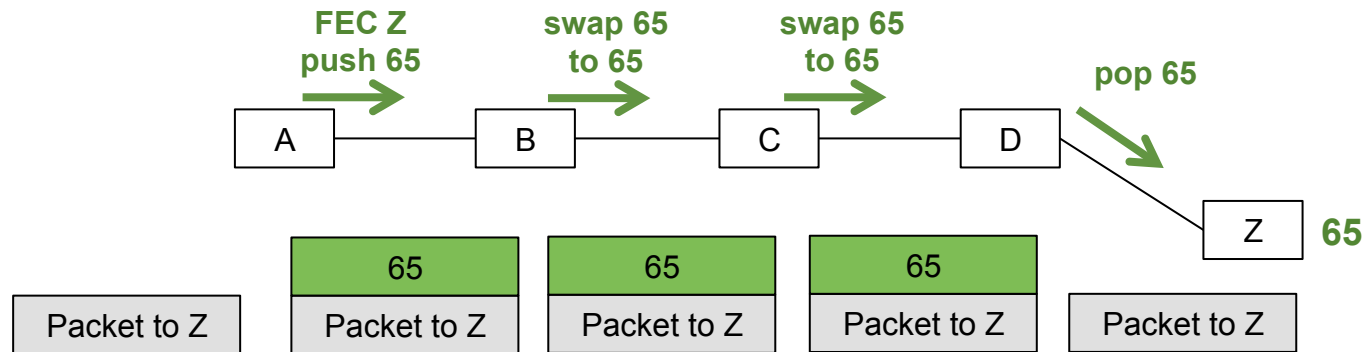 FEC Z
push 65
swap 65
to 65
swap 65
to 65
pop 65
A
B
C
D
Z
65
65
65
65
Packet to Z
Packet to Z
Packet to Z
Packet to Z
Packet to Z